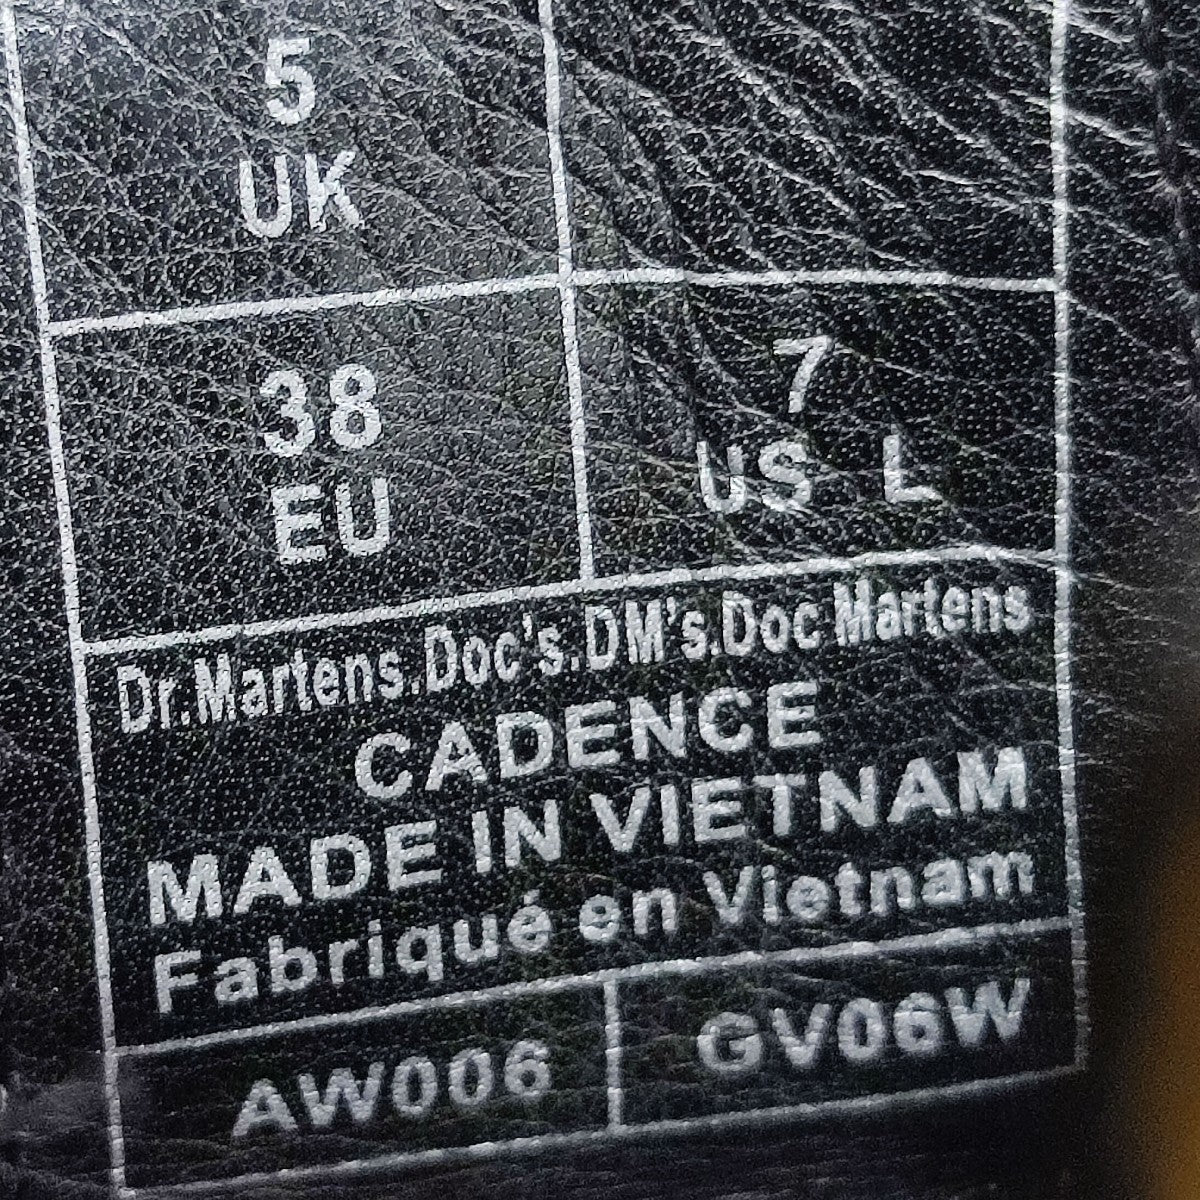 5
UK
38
EU
7
US L
Dr.Martens.Doc's.DM's.Doc Martens
CADENCE
MADE IN VIETNAM
Fabriqué en Vietnam
AW006
GV06W